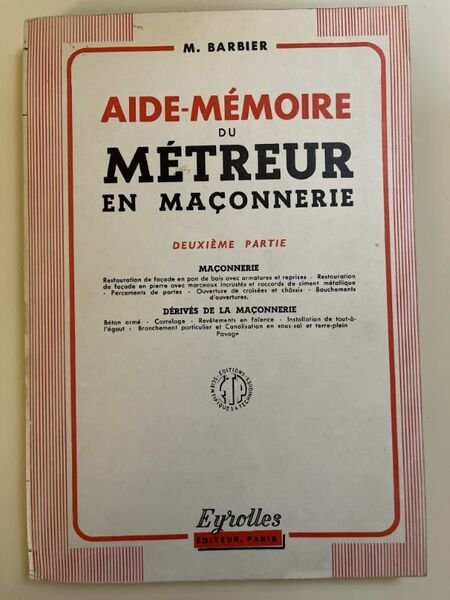 M. BARBIER
AIDE-MÉMOIRE
DU
MÉTREUR
EN MAÇONNERIE
DEUXIÈME PARTIE
MAÇONNERIE
Restauration de façade en pan de bois avec armatures et reprises - Restauration
de façade en pierre avec morceaux incrustés et raccords de ciment métallique
- Percements de portes - Ouverture de croisées et châssis - Bouchements
d'ouvertures.
DÉRIVÉS DE LA MAÇONNERIE
Béton armé - Carrelage - Revêtements en faïence - Installation de tout-à-
l'égout : Branchement particulier et Canalisation en sous-sol et terre-plein
Pavage
ÉDITIONS
SCIENTIFIQUES & TECHNIQUES
Eyrolles
ÉDITEUR, PARIS